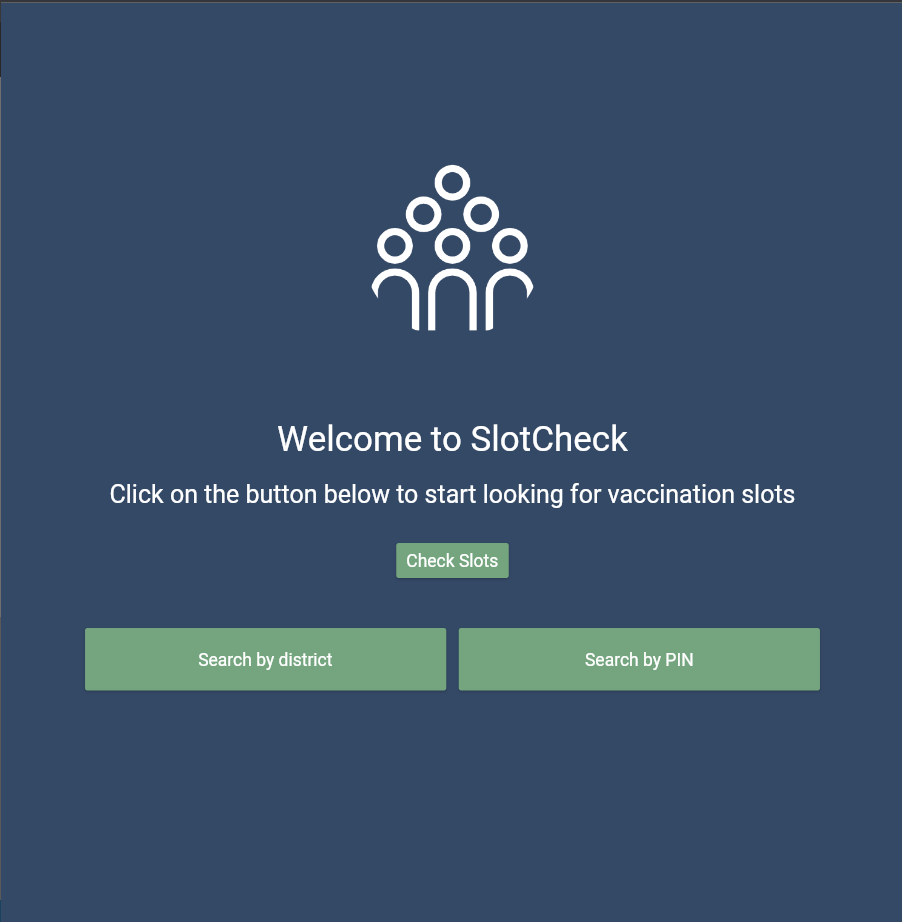 Welcome to SlotCheck
Click on the button below to start looking for vaccination slots
Check Slots
Search by district
Search by PIN